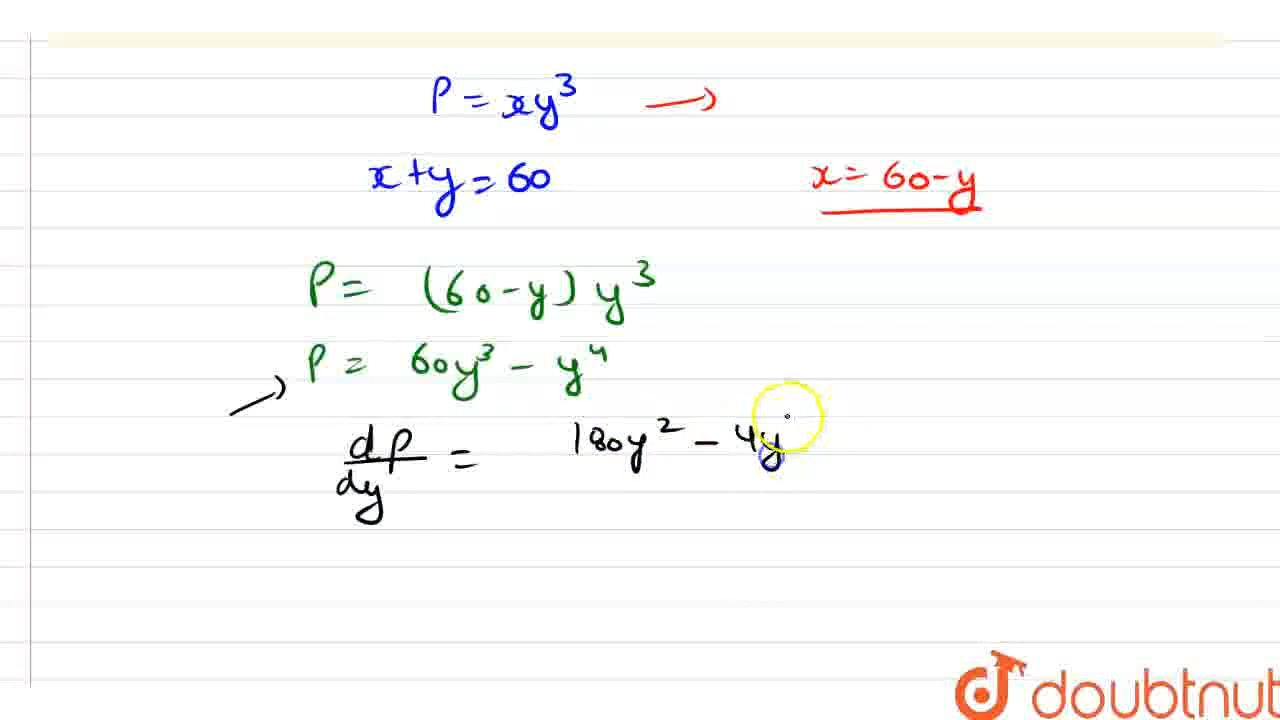 P = xy³ →
x + y = 60
x = 60 - y
P = (60 - y) y³
P = 60y³ - y⁴
→
dP/dy = 180y² - 4y
doubtnut